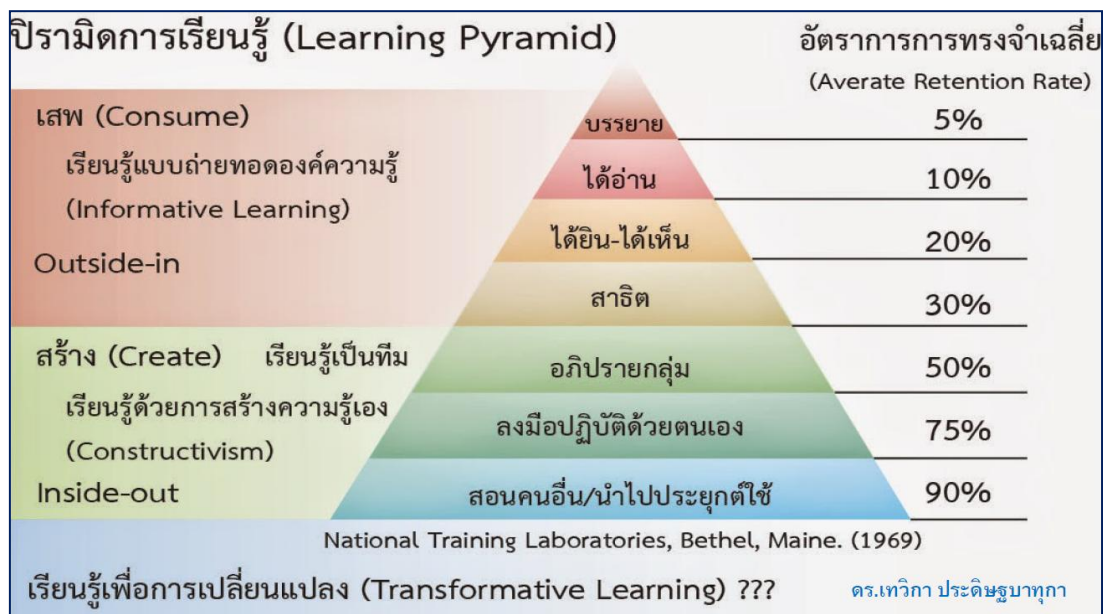 ปิรามิดการเรียนรู้ (Learning Pyramid)
อัตราการการทรงจำเฉลี่ย
(Averate Retention Rate)
เสพ (Consume)
เรียนรู้แบบถ่ายทอดองค์ความรู้
(Informative Learning)
Outside-in
บรรยาย 5%
ได้อ่าน 10%
ได้ยิน-ได้เห็น 20%
สาธิต 30%
สร้าง (Create) เรียนรู้เป็นทีม
เรียนรู้ด้วยการสร้างความรู้เอง
(Constructivism)
Inside-out
อภิปรายกลุ่ม 50%
ลงมือปฏิบัติด้วยตนเอง 75%
สอนคนอื่น/นำไปประยุกต์ใช้ 90%
National Training Laboratories, Bethel, Maine. (1969)
เรียนรู้เพื่อการเปลี่ยนแปลง (Transformative Learning) ???
ดร.เทวิกา ประดิษฐบาทุกา